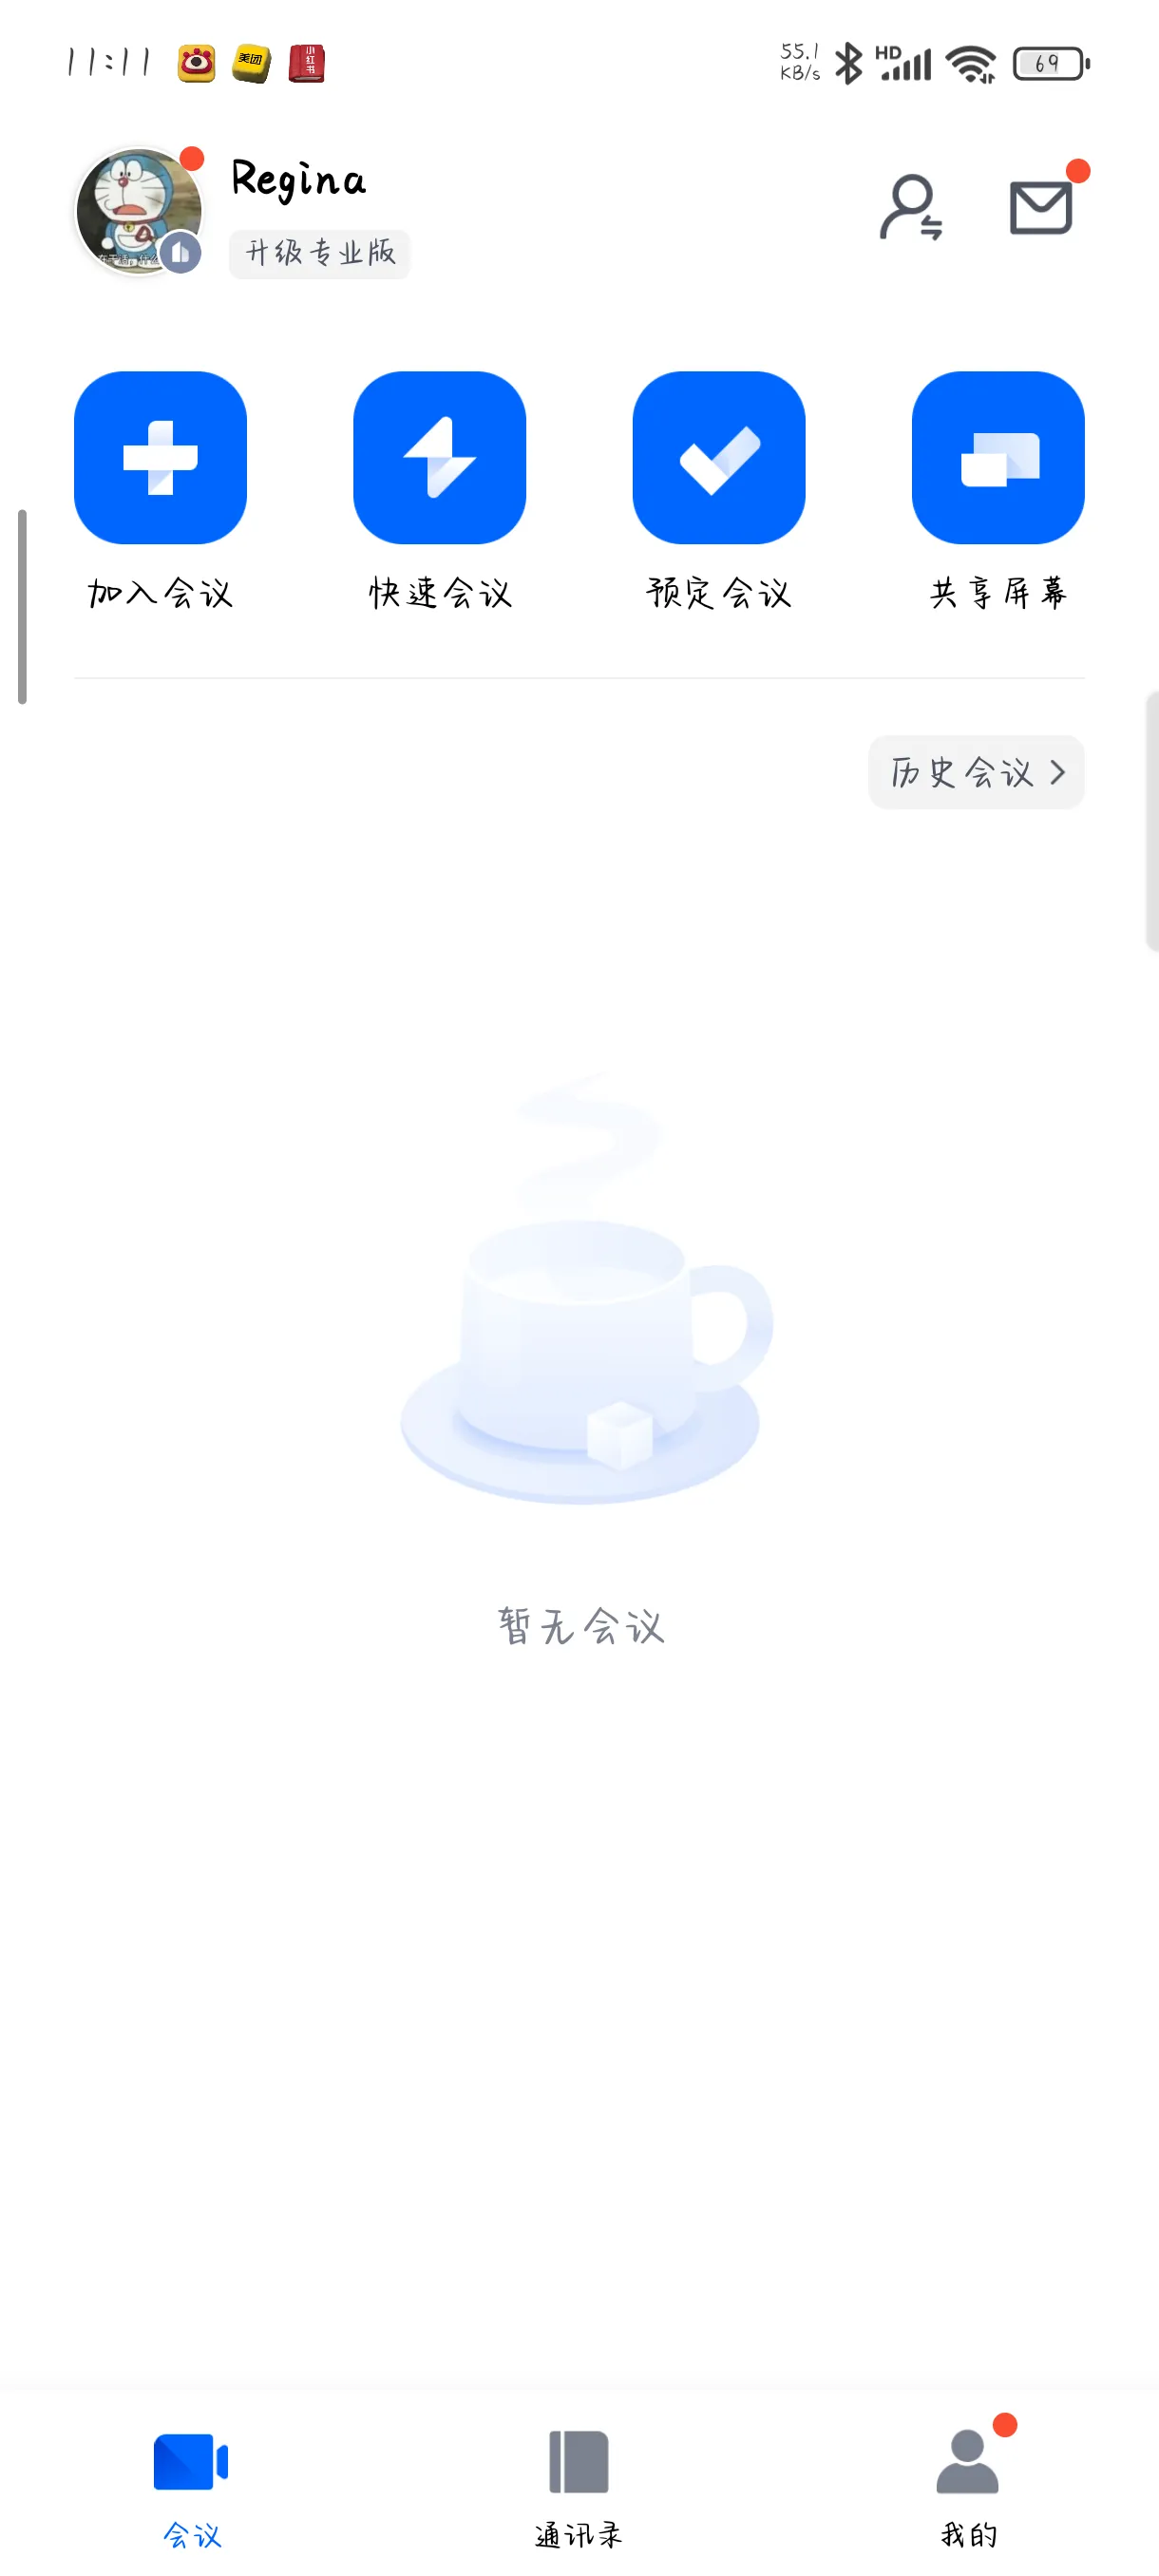 11:11
美团
小红书
55.1
KB/s
HD
69
Regina
升级专业版
加入会议
快速会议
预定会议
共享屏幕
历史会议
暂无会议
会议
通讯录
我的